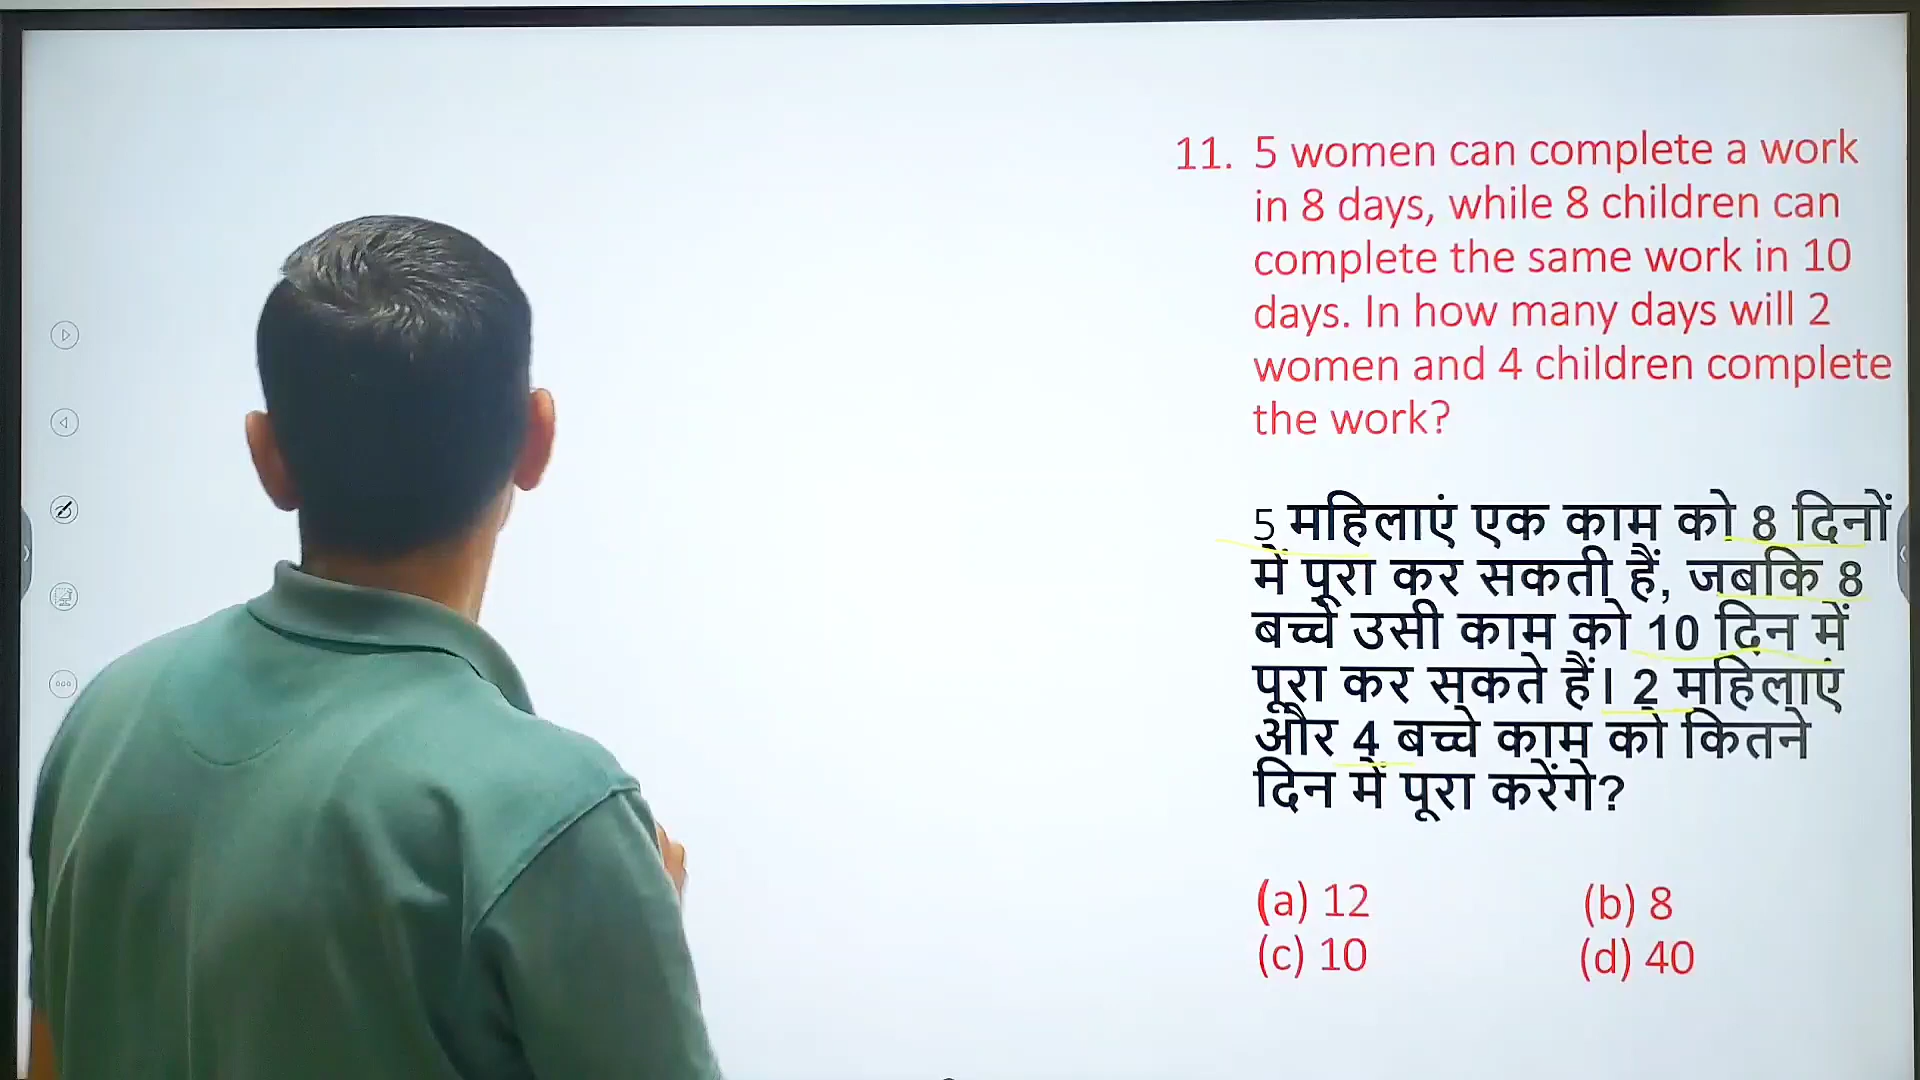 11. 5 women can complete a work
in 8 days, while 8 children can
complete the same work in 10
days. In how many days will 2
women and 4 children complete
the work?
5 महिलाएं एक काम को 8 दिनों
में पूरा कर सकती हैं, जबकि 8
बच्चे उसी काम को 10 दिन में
पूरा कर सकते हैं। 2 महिलाएं
और 4 बच्चे काम को कितने
दिन में पूरा करेंगे?
(a) 12 (b) 8
(c) 10 (d) 40